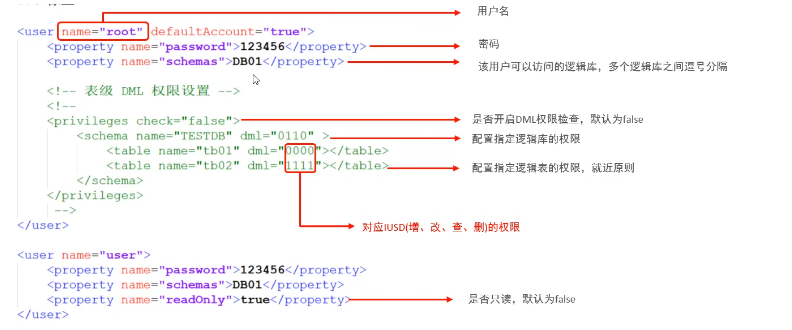 用户名
<user name="root" defaultAccount="true">
<property name="password">123456</property>
密码
<property name="schemas">DB01</property>
该用户可以访问的逻辑库，多个逻辑库之间逗号分隔
<!-- 表级 DML 权限设置 -->
<!--
<privileges check="false">
是否开启DML权限检查，默认为false
<schema name="TESTDB" dml="0110" >
配置指定逻辑库的权限
<table name="tb01" dml="0000"></table>
<table name="tb02" dml="1111"></table>
配置指定逻辑表的权限，就近原则
</schema>
</privileges>
-->
</user>
对应IUSD(增、改、查、删)的权限
<user name="user">
<property name="password">123456</property>
<property name="schemas">DB01</property>
<property name="readOnly">true</property>
是否只读，默认为false
</user>